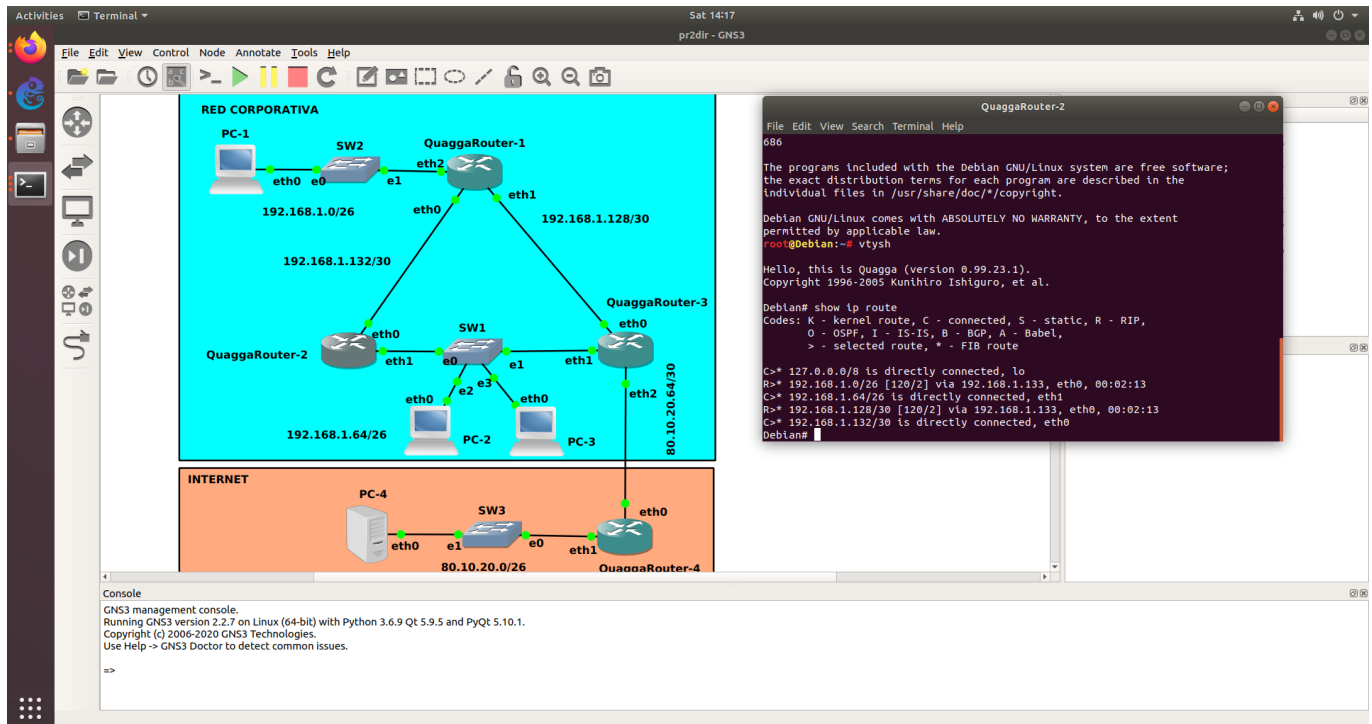 Activities
Terminal
Sat 14:17
pr2dir - GNS3
File Edit View Control Node Annotate Tools Help
RED CORPORATIVA
PC-1
SW2
QuaggaRouter-1
eth2
eth0 e0
e1
eth1
192.168.1.0/26
eth0
192.168.1.128/30
192.168.1.132/30
QuaggaRouter-3
eth0
SW1
eth0
QuaggaRouter-2
eth1
e0
e1
eth1
e2
e3
eth0
eth0
eth2
80.10.20.64/30
192.168.1.64/26
PC-2
PC-3
INTERNET
PC-4
eth0
SW3
eth0
e1
e0
eth1
80.10.20.0/26
QuaggaRouter-4
QuaggaRouter-2
File Edit View Search Terminal Help
686
The programs included with the Debian GNU/Linux system are free software;
the exact distribution terms for each program are described in the
individual files in /usr/share/doc/*/copyright.
Debian GNU/Linux comes with ABSOLUTELY NO WARRANTY, to the extent
permitted by applicable law.
root@Debian:~# vtysh
Hello, this is Quagga (version 0.99.23.1).
Copyright 1996-2005 Kunihiro Ishiguro, et al.
Debian# show ip route
Codes: K - kernel route, C - connected, S - static, R - RIP,
O - OSPF, I - IS-IS, B - BGP, A - Babel,
> - selected route, * - FIB route
C>* 127.0.0.0/8 is directly connected, lo
R>* 192.168.1.0/26 [120/2] via 192.168.1.133, eth0, 00:02:13
C>* 192.168.1.64/26 is directly connected, eth1
R>* 192.168.1.128/30 [120/2] via 192.168.1.133, eth0, 00:02:13
C>* 192.168.1.132/30 is directly connected, eth0
Debian#
Console
GNS3 management console.
Running GNS3 version 2.2.7 on Linux (64-bit) with Python 3.6.9 Qt 5.9.5 and PyQt 5.10.1.
Copyright (c) 2006-2020 GNS3 Technologies.
Use Help -> GNS3 Doctor to detect common issues.
=>